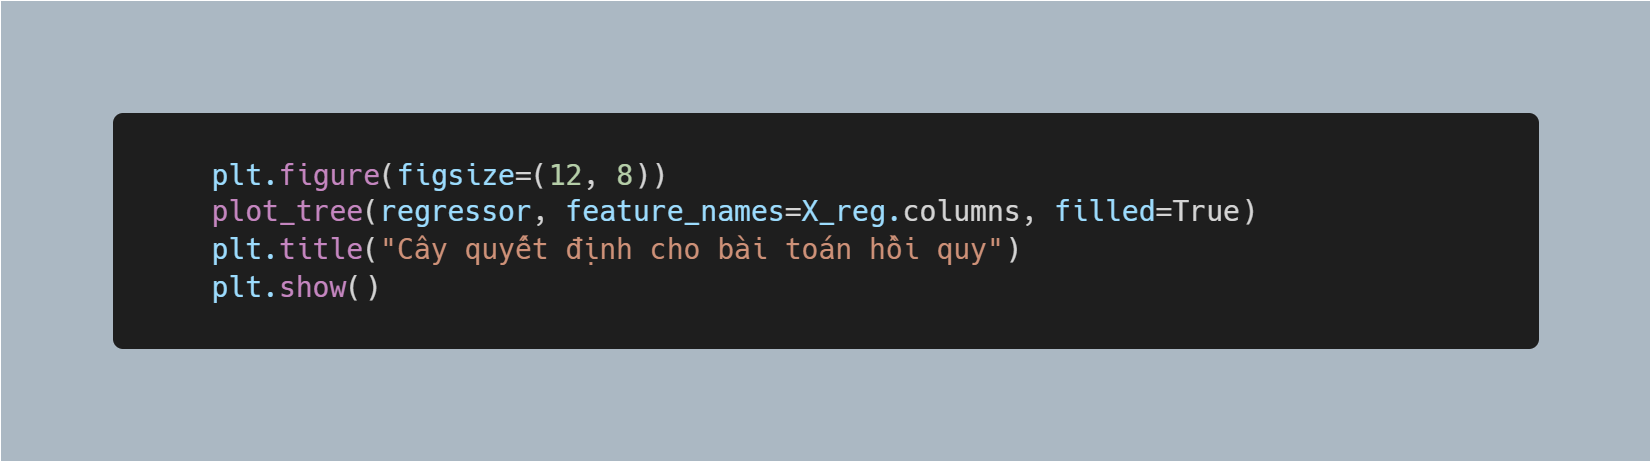 plt.figure(figsize=(12, 8))
plot_tree(regressor, feature_names=X_reg.columns, filled=True)
plt.title("Cây quyết định cho bài toán hồi quy")
plt.show()